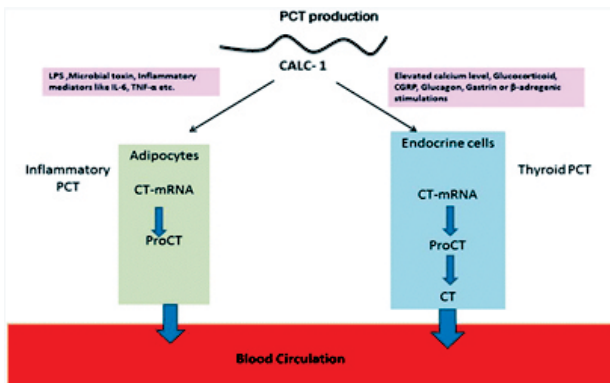 PCT production
CALC- 1
LPS ,Microbial toxin, Inflammatory
mediators like IL-6, TNF-α etc.
Elevated calcium level, Glucocorticoid,
CGRP, Glucagon, Gastrin or β-adregenic
stimulations
Inflammatory
PCT
Adipocytes
CT-mRNA
ProCT
Endocrine cells
CT-mRNA
ProCT
CT
Thyroid PCT
Blood Circulation